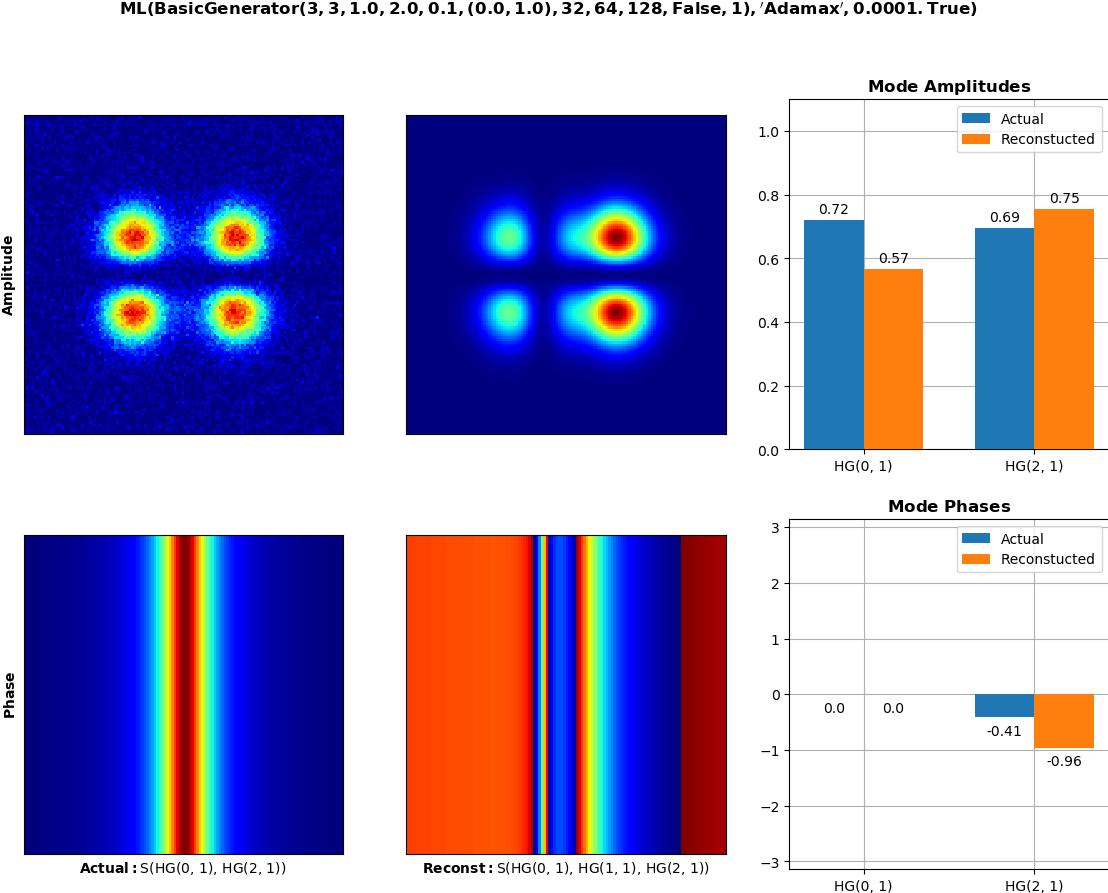 ML(BasicGenerator(3, 3, 1.0, 2.0, 0.1, (0.0, 1.0), 32, 64, 128, False, 1), ′Adamax′, 0.0001. True)
Amplitude
Mode Amplitudes
Actual
Reconstucted
1.0
0.8
0.6
0.4
0.2
0.0
0.72
0.57
0.69
0.75
HG(0, 1)
HG(2, 1)
Phase
Actual: S(HG(0, 1), HG(2, 1))
Reconst: S(HG(0, 1), HG(1, 1), HG(2, 1))
Mode Phases
Actual
Reconstucted
3
2
1
0
−1
−2
−3
0.0
0.0
-0.41
-0.96
HG(0, 1)
HG(2, 1)